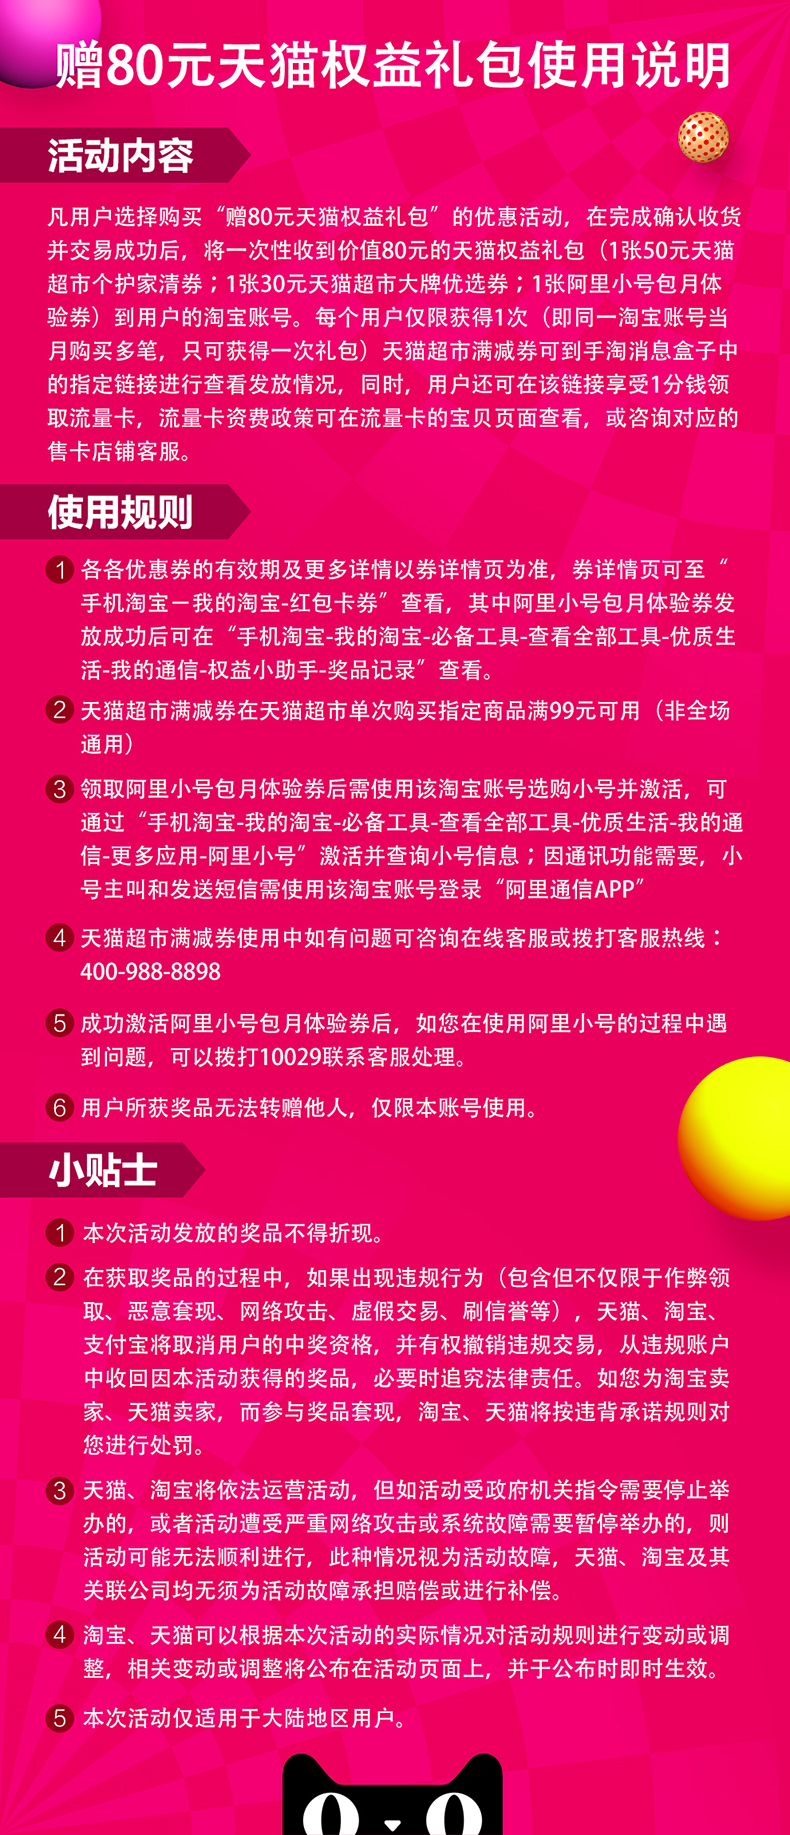 赠80元天猫权益礼包使用说明
活动内容
凡用户选择购买“赠80元天猫权益礼包”的优惠活动，在完成确认收货
并交易成功后，将一次性收到价值80元的天猫权益礼包（1张50元天猫
超市个护家清券；1张30元天猫超市大牌优选券；1张阿里小号包月体
验券）到用户的淘宝账号。每个用户仅限获得1次（即同一淘宝账号当
月购买多笔，只可获得一次礼包）天猫超市满减券可到手淘消息盒子中
的指定链接进行查看发放情况，同时，用户还可在该链接享受1分钱领
取流量卡，流量卡资费政策可在流量卡的宝贝页面查看，或咨询对应的
售卡店铺客服。
使用规则
1 各各优惠券的有效期及更多详情以券详情页为准，券详情页可至“
手机淘宝－我的淘宝-红包卡券”查看，其中阿里小号包月体验券发
放成功后可在“手机淘宝-我的淘宝-必备工具-查看全部工具-优质生
活-我的通信-权益小助手-奖品记录”查看。
2 天猫超市满减券在天猫超市单次购买指定商品满99元可用（非全场
通用）
3 领取阿里小号包月体验券后需使用该淘宝账号选购小号并激活，可
通过“手机淘宝-我的淘宝-必备工具-查看全部工具-优质生活-我的通
信-更多应用-阿里小号”激活并查询小号信息；因通讯功能需要，小
号主叫和发送短信需使用该淘宝账号登录“阿里通信APP”
4 天猫超市满减券使用中如有问题可咨询在线客服或拨打客服热线：
400-988-8898
5 成功激活阿里小号包月体验券后，如您在使用阿里小号的过程中遇
到问题，可以拨打10029联系客服处理。
6 用户所获奖品无法转赠他人，仅限本账号使用。
小贴士
1 本次活动发放的奖品不得折现。
2 在获取奖品的过程中，如果出现违规行为（包含但不仅限于作弊领
取、恶意套现、网络攻击、虚假交易、刷信誉等），天猫、淘宝、
支付宝将取消用户的中奖资格，并有权撤销违规交易，从违规账户
中收回因本活动获得的奖品，必要时追究法律责任。如您为淘宝卖
家、天猫卖家，而参与奖品套现，淘宝、天猫将按违背承诺规则对
您进行处罚。
3 天猫、淘宝将依法运营活动，但如活动受政府机关指令需要停止举
办的，或者活动遭受严重网络攻击或系统故障需要暂停举办的，则
活动可能无法顺利进行，此种情况视为活动故障，天猫、淘宝及其
关联公司均无须为活动故障承担赔偿或进行补偿。
4 淘宝、天猫可以根据本次活动的实际情况对活动规则进行变动或调
整，相关变动或调整将公布在活动页面上，并于公布时即时生效。
5 本次活动仅适用于大陆地区用户。